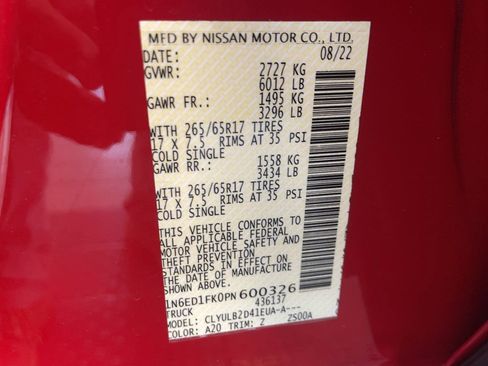 MFD BY NISSAN MOTOR CO., LTD.
DATE: 08/22
GVWR: 2727 KG
6012 LB
GAWR FR.: 1495 KG
3296 LB
WITH 265/65R17 TIRES
17 X 7.5 RIMS AT 35 PSI
COLD SINGLE
GAWR RR.: 1558 KG
3434 LB
WITH 265/65R17 TIRES
17 X 7.5 RIMS AT 35 PSI
COLD SINGLE
THIS VEHICLE CONFORMS TO
ALL APPLICABLE FEDERAL
MOTOR VEHICLE SAFETY AND
THEFT PREVENTION
STANDARDS IN EFFECT ON
THE DATE OF MANUFACTURE
1N6ED1FK0PN600326
TRUCK 436137
MODEL: CLYULB2D41EUA-A---
COLOR: A20 TRIM: Z ZS00A